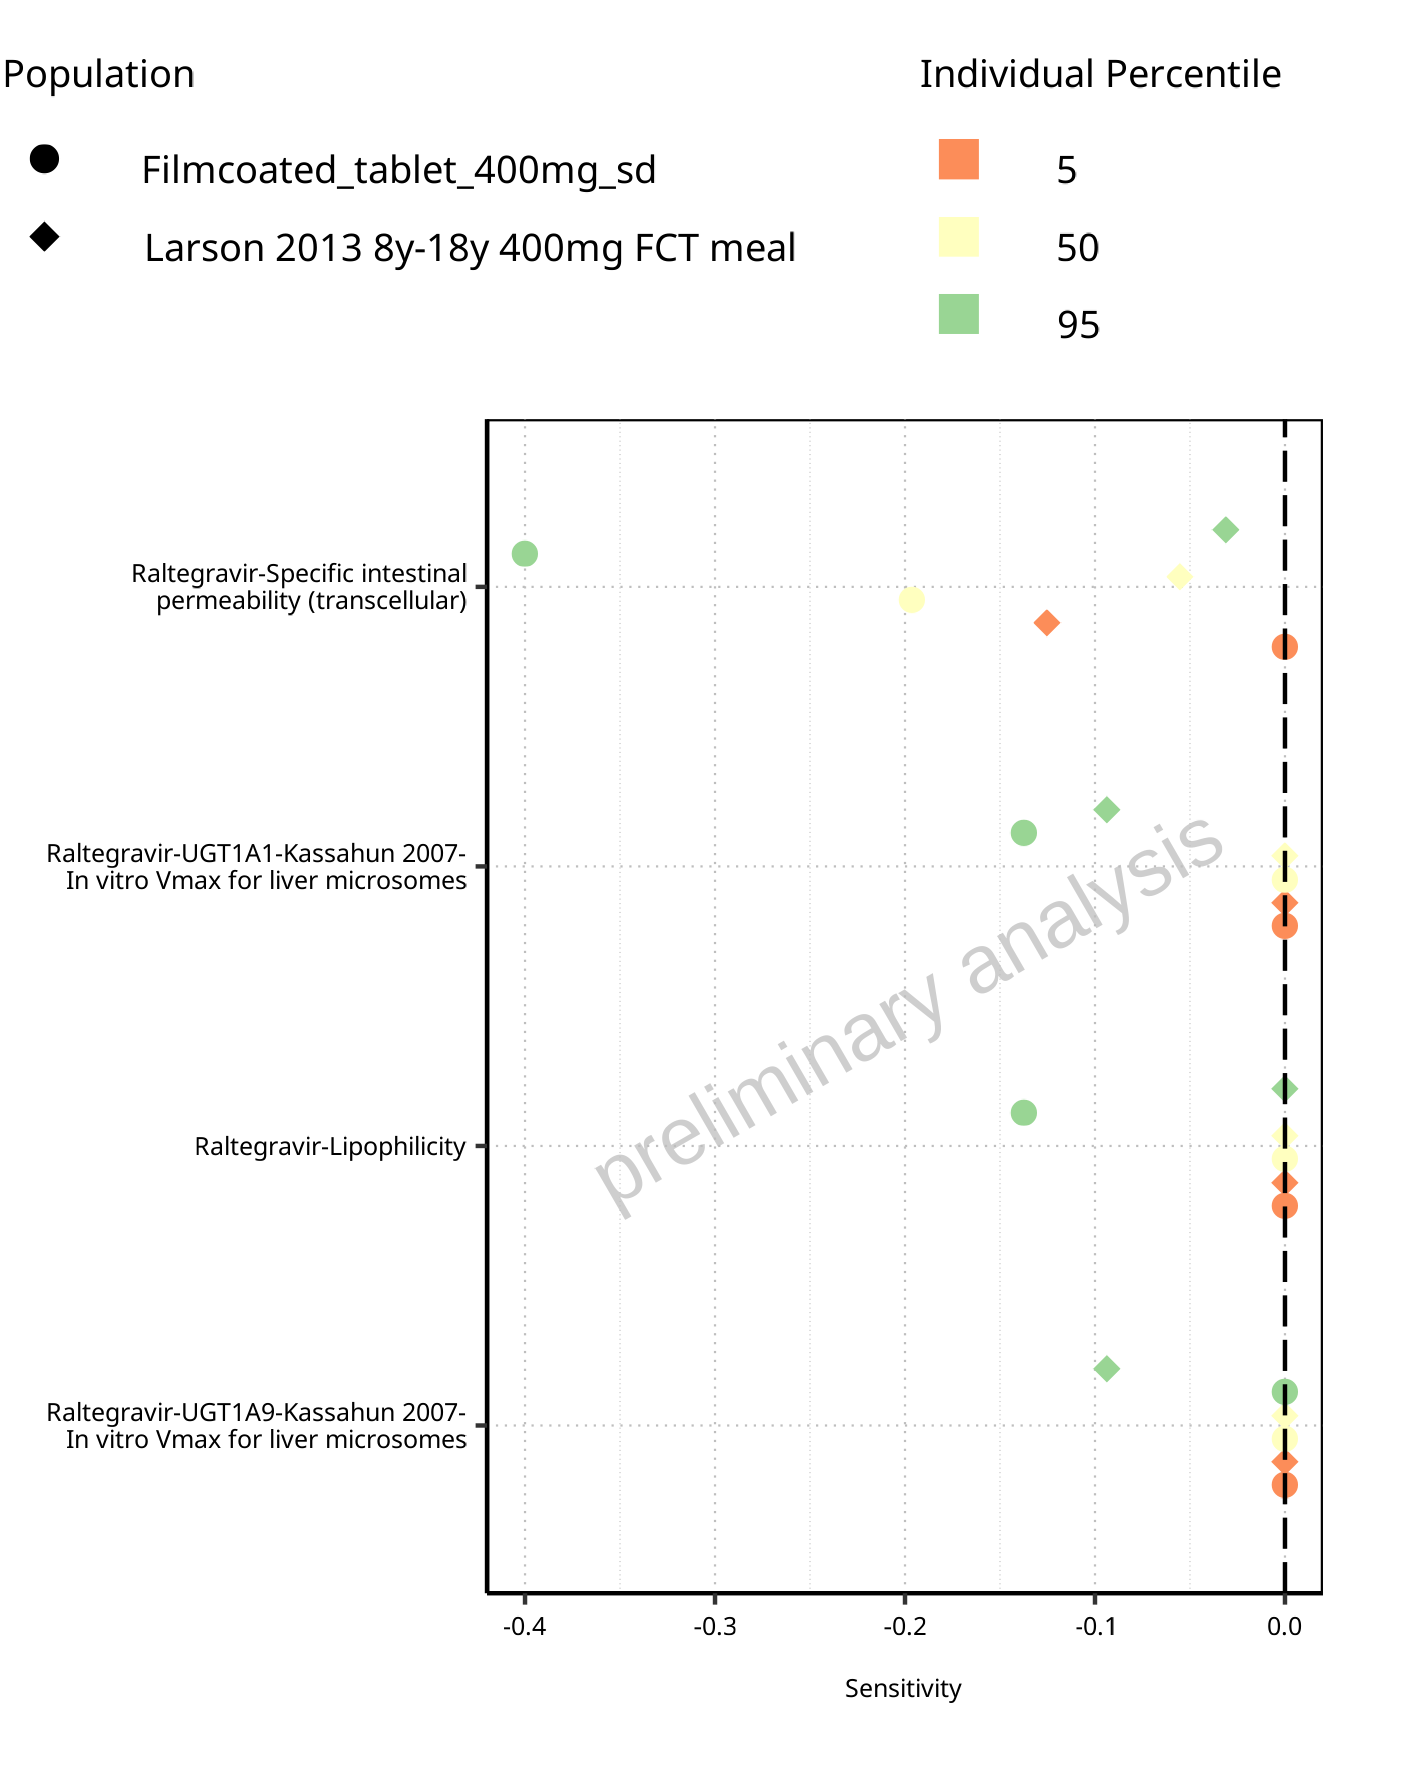 Population
Filmcoated_tablet_400mg_sd
Larson 2013 8y-18y 400mg FCT meal
Individual Percentile
5
50
95
Raltegravir-Specific intestinal
permeability (transcellular)
Raltegravir-UGT1A1-Kassahun 2007-
In vitro Vmax for liver microsomes
Raltegravir-Lipophilicity
Raltegravir-UGT1A9-Kassahun 2007-
In vitro Vmax for liver microsomes
preliminary analysis
-0.4
-0.3
-0.2
-0.1
0.0
Sensitivity